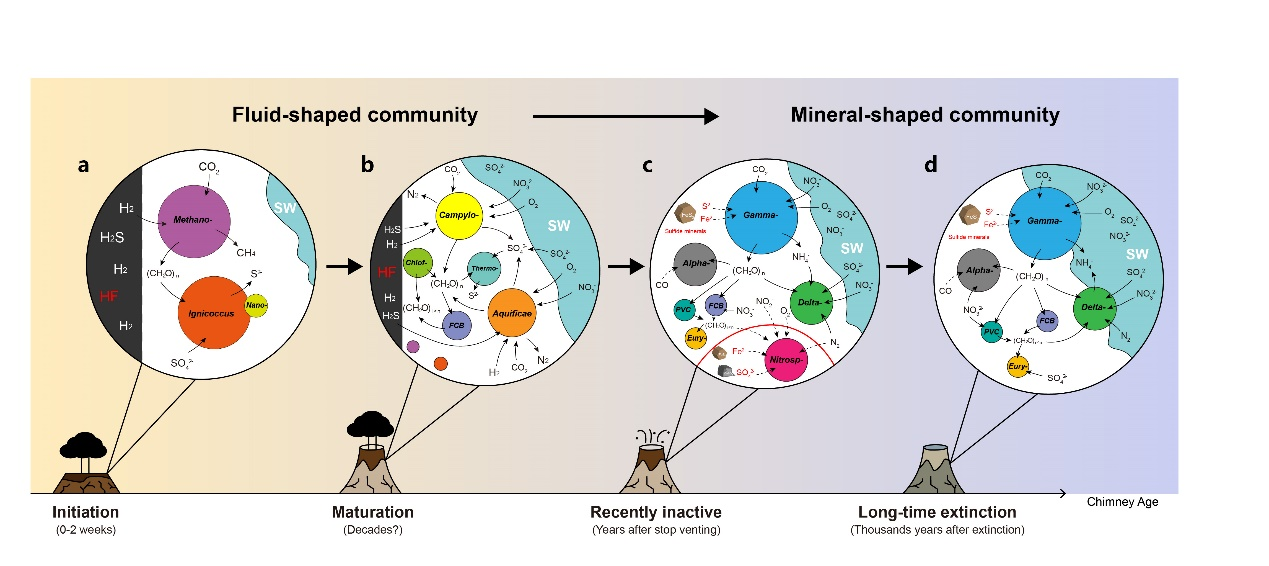 Fluid-shaped community
Mineral-shaped community
a
CO2
H2
Methano-
SW
H2S
CH4
H2
(CH2O)n
S2-
HF
Ignicoccus
Nano-
H2
SO42-
b
CO2
SO42-
N2
NO3-
O2
Campylo-
H2S
SW
H2
SO42-
SO42-
Chlof-
Thermo-
O2
HF
(CH2O)n
S2-
NO3-
H2
(CH2O)n
Aquificae
H2S
FCB
N2
H2
CO2
c
CO2
NO3-
S2-
Gamma-
FeS2
Fe2+
SO42-
Sulfide minerals
NO3-
SW
NH4
Alpha-
(CH2O)n
SO42-
CO
NO3-
PVC
FCB
NO3-
Delta-
NO3-
O2
(CH2O)n
Eury-
N2
Fe2+
Nitrosp-
SO42-
d
CO2
NO3-
S2-
O2
FeS2
Fe2+
Gamma-
SO42-
Sulfide minerals
NO3-
SW
NH4
Alpha-
(CH2O)n
SO42-
CO
NO3-
NO3-
Delta-
PVC
FCB
N2
(CH2O)n
Eury-
SO42-
Chimney Age
Initiation
(0-2 weeks)
Maturation
(Decades?)
Recently inactive
(Years after stop venting)
Long-time extinction
(Thousands years after extinction)